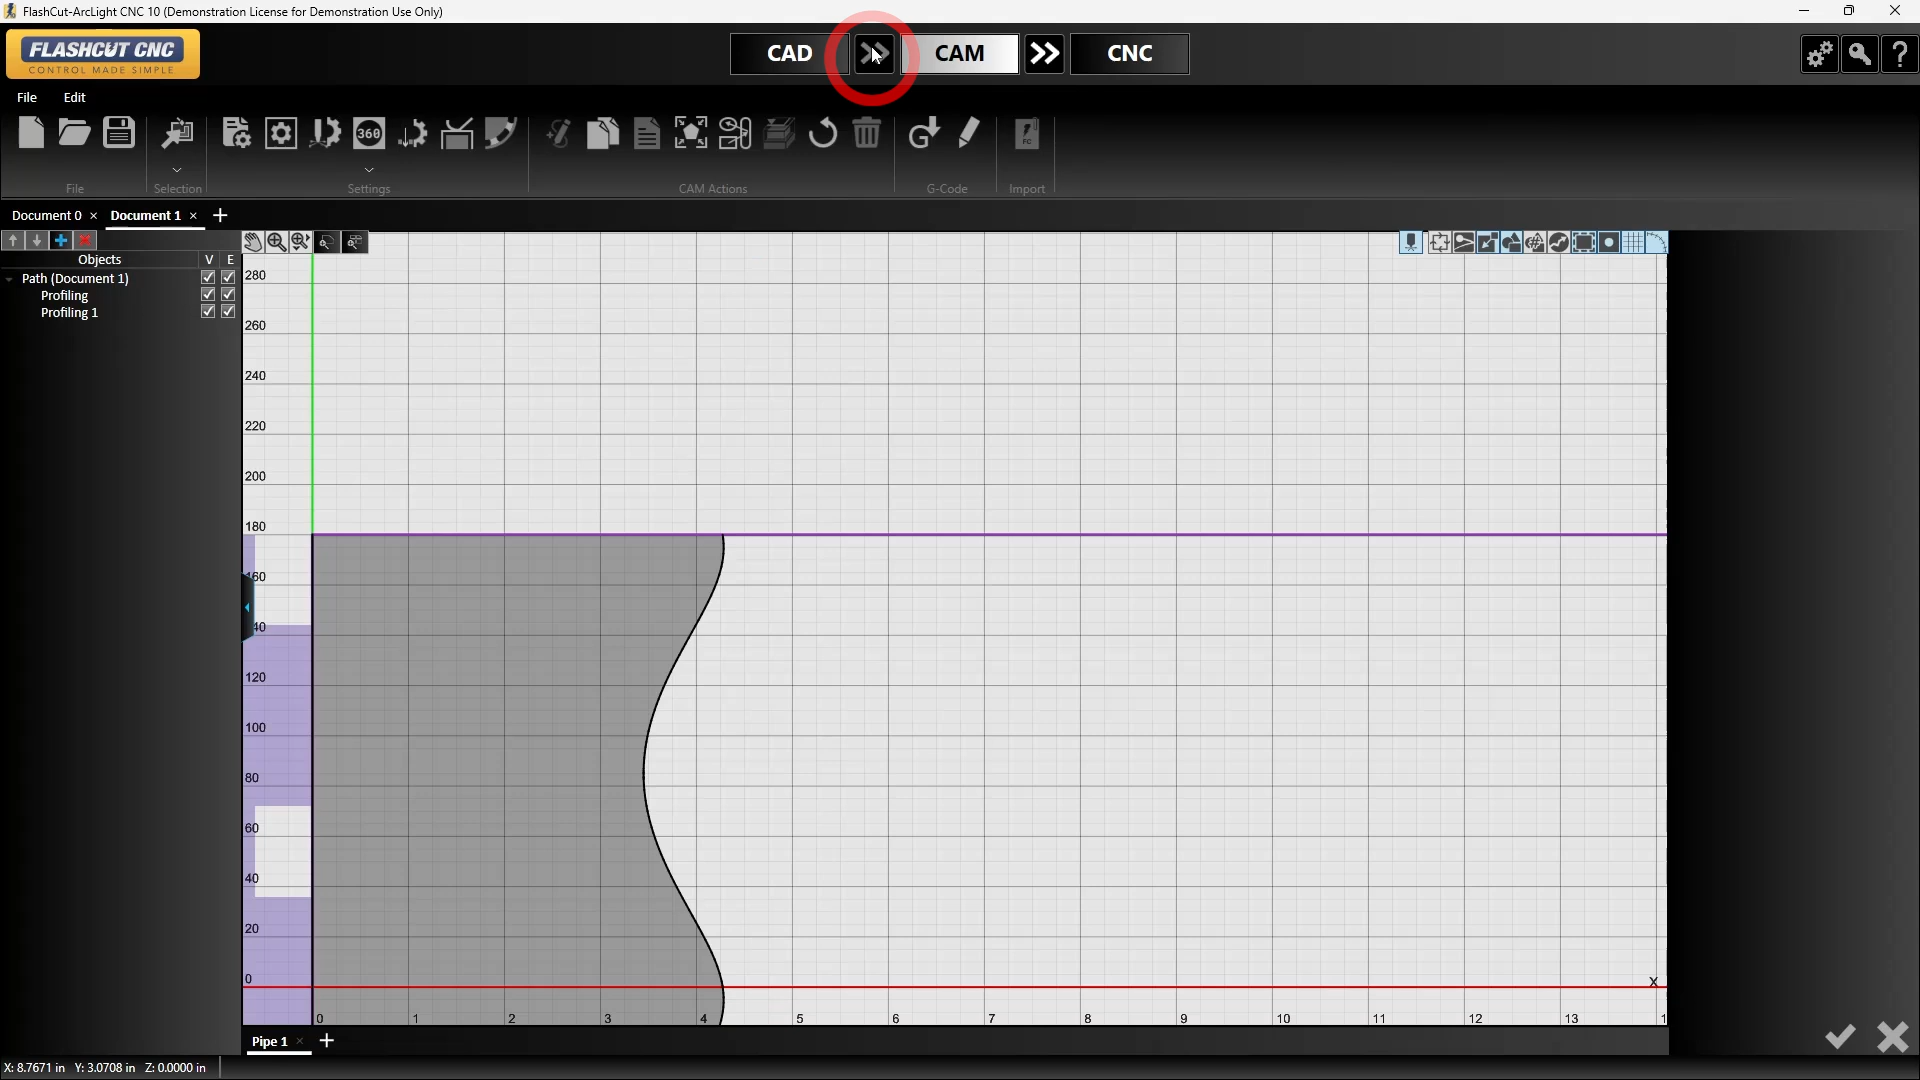 FlashCut-ArcLight CNC 10 (Demonstration License for Demonstration Use Only)
FLASHCUT CNC
CONTROL MADE SIMPLE
CAD
CAM
CNC
File Edit
360
G
FC
File
Selection
Settings
CAM Actions
G-Code
Import
Document 0
Document 1
Objects V E
Path (Document 1)
Profiling
Profiling 1
280
260
240
220
200
180
160
40
120
100
80
60
40
20
0
X
0 1 2 3 4 5 6 7 8 9 10 11 12 13 1
Pipe 1
X: 8.7671 in Y: 3.0708 in Z: 0.0000 in